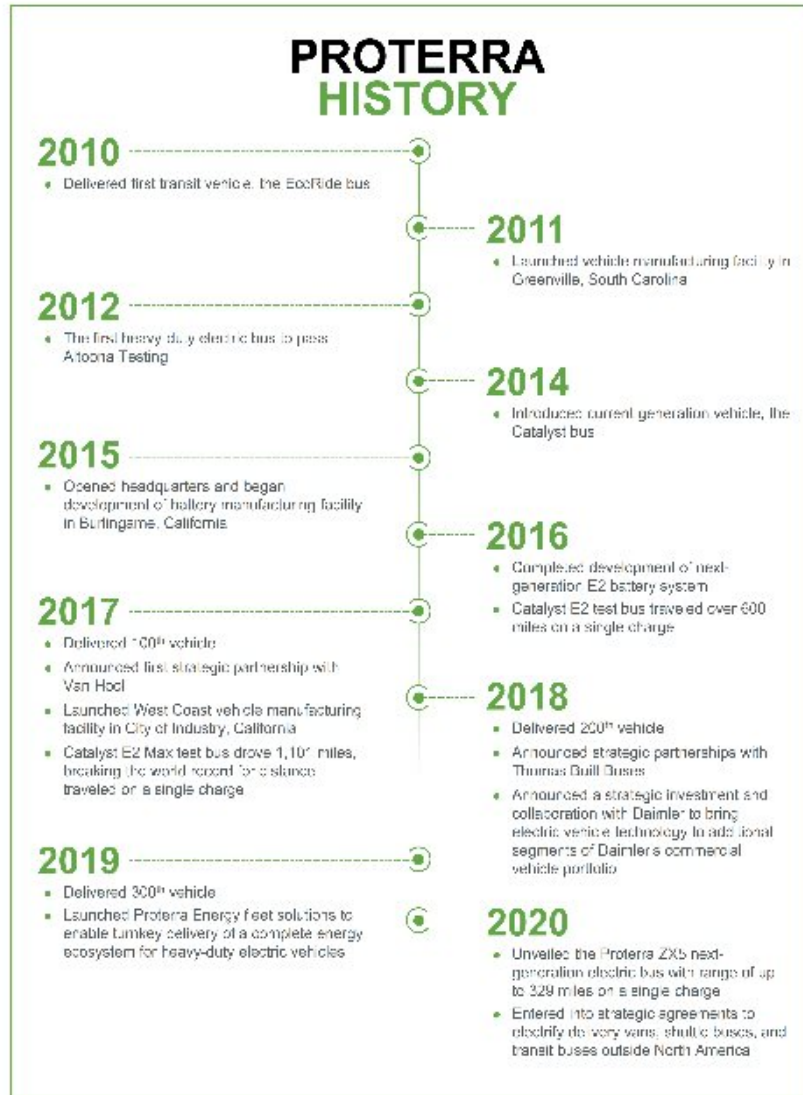 PROTERRA
HISTORY
2010
Delivered first transit vehicle, the EcoRide bus
2011
Launched vehicle manufacturing facility in
Greenville, South Carolina
2012
The first heavy duty electric bus to pass
Altoona Testing
2014
Introduced current generation vehicle, the
Catalyst bus
2015
Opened headquarters and began
development of battery manufacturing facility
in Burlingame, California
2016
Completed development of next-
generation E2 battery system
Catalyst E2 test bus traveled over 600
miles on a single charge
2017
Delivered 100th vehicle
Announced first strategic partnership with
Van Hool
Launched West Coast vehicle manufacturing
facility in City of Industry, California
Catalyst E2 Max test bus drove 1,101 miles,
breaking the world record for distance
traveled on a single charge
2018
Delivered 200th vehicle
Announced strategic partnerships with
Thomas Built Buses
Announced a strategic investment and
collaboration with Daimler to bring
electric vehicle technology to additional
segments of Daimler's commercial
vehicle portfolio
2019
Delivered 300th vehicle
Launched Proterra Energy fleet solutions to
enable turnkey delivery of a complete energy
ecosystem for heavy-duty electric vehicles
2020
Unveiled the Proterra ZX5 next-
generation electric bus with range of up
to 329 miles on a single charge
Entered into strategic agreements to
electrify delivery vans, shuttle buses, and
transit buses outside North America